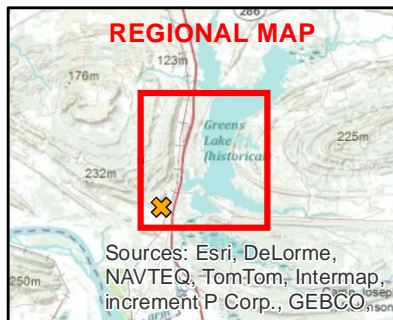 286
REGIONAL MAP
123m
176m
Greens
Lake
(historical
225m
232m
Sources: Esri, DeLorme,
NAVTEQ, TomTom, Intermap,
250m
increment P Corp., GEBCO,